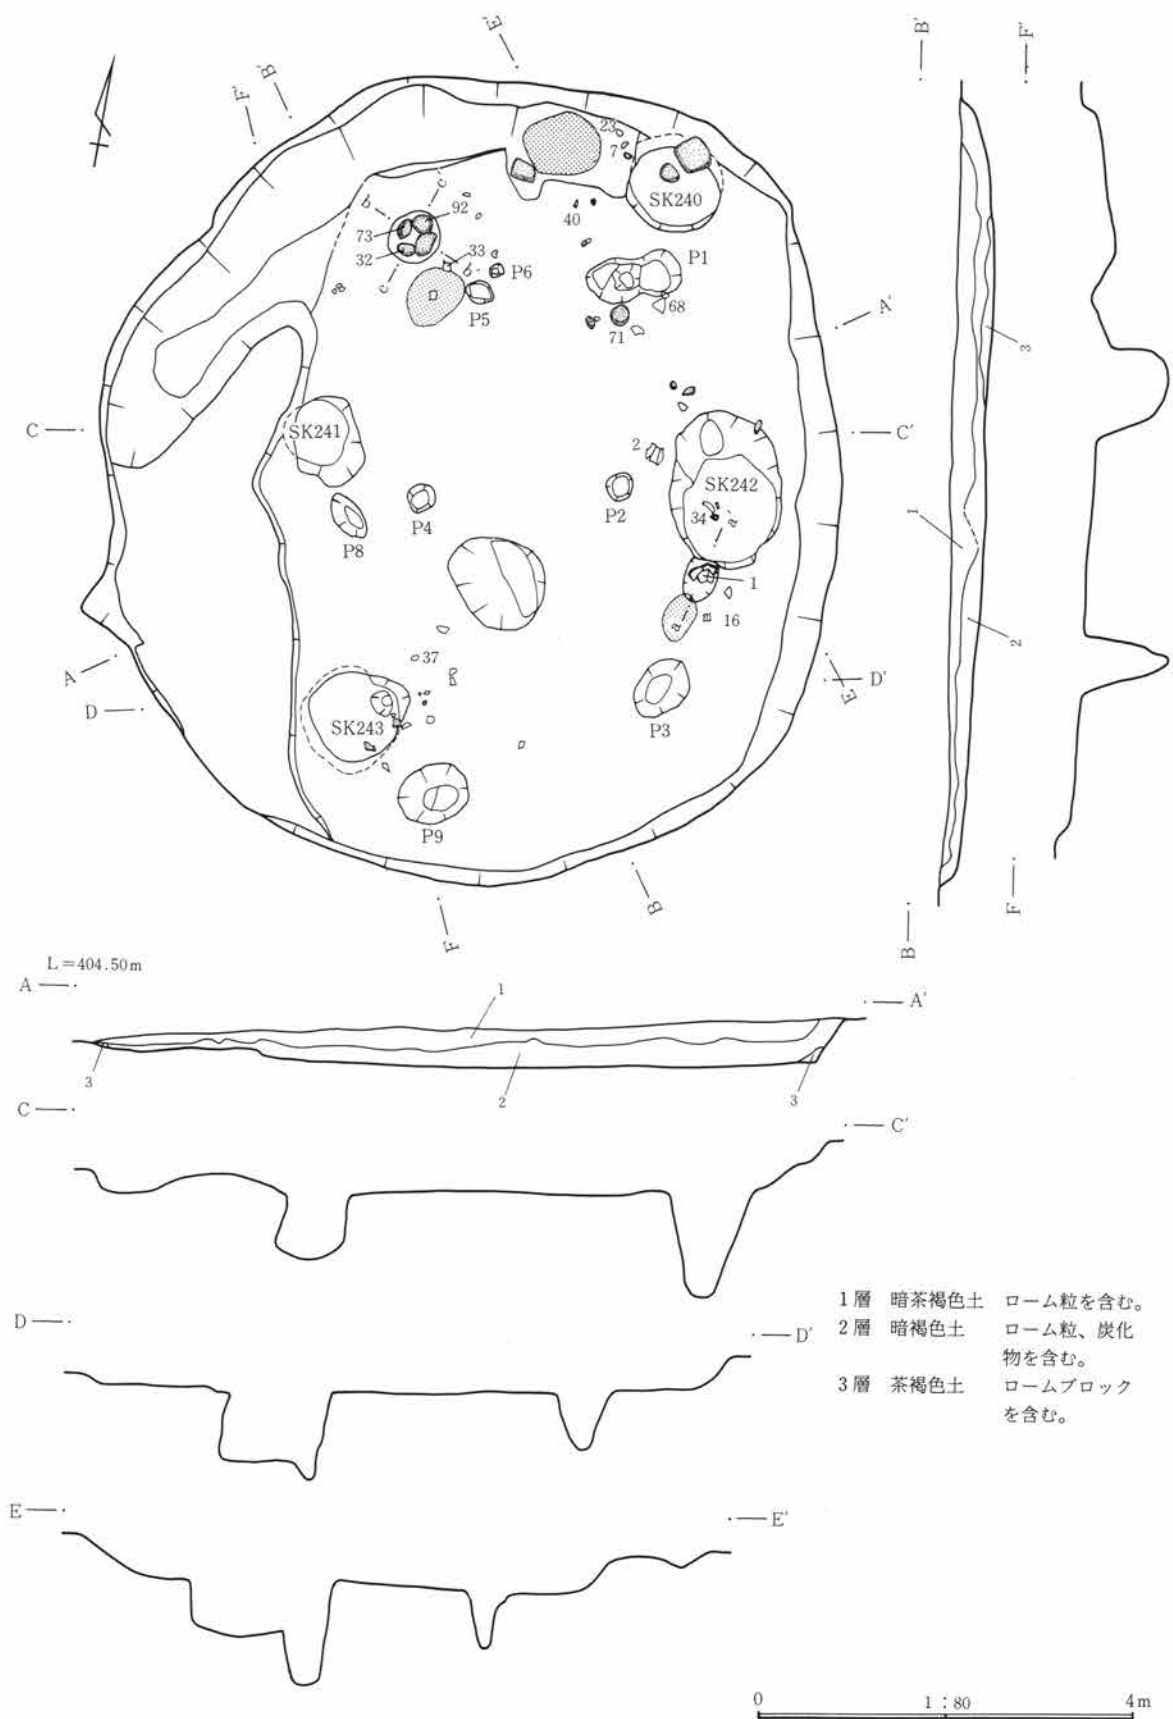 E′
B′
F′
B′
F′
23
7
SK240
c′
b
92
73
32
33
b′
c
40
P6
P5
P1
8
68
71
A′
C
C′
SK241
2
SK242
34
a′
P4
P2
P8
1
16
a
37
A
D
E
D′
SK243
P3
P9
B
F
1
2
3
B
F
L=404.50m
A
A′
1
3
2
3
C
C′
1層 暗茶褐色土 ローム粒を含む。
2層 暗褐色土 ローム粒、炭化
物を含む。
3層 茶褐色土 ロームブロック
を含む。
D
D′
E
E′
0 1:80 4m